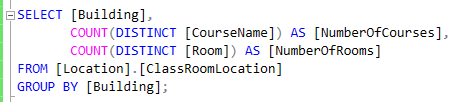 SELECT [Building],
COUNT(DISTINCT [CourseName]) AS [NumberOfCourses],
COUNT(DISTINCT [Room]) AS [NumberOfRooms]
FROM [Location].[ClassRoomLocation]
GROUP BY [Building];